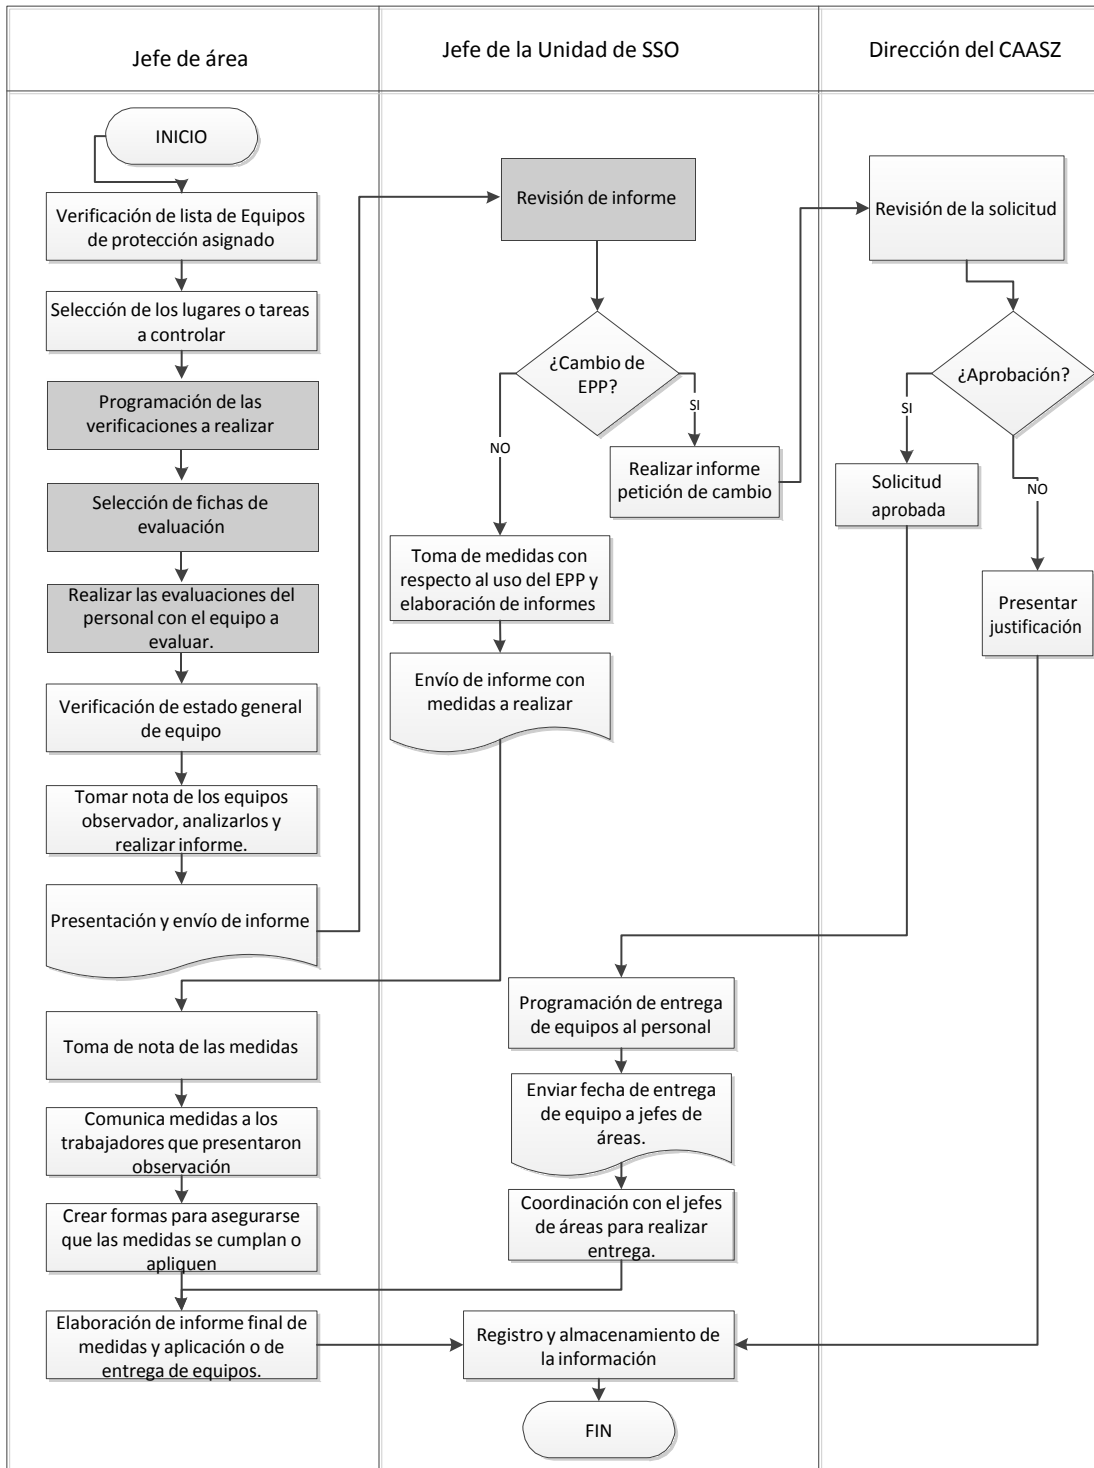 Jefe de área
Jefe de la Unidad de SSO
Dirección del CAASZ
INICIO
Verificación de lista de Equipos
de protección asignado
Selección de los lugares o tareas
a controlar
Programación de las
verificaciones a realizar
Selección de fichas de
evaluación
Realizar las evaluaciones del
personal con el equipo a
evaluar.
Verificación de estado general
de equipo
Tomar nota de los equipos
observador, analizarlos y
realizar informe.
Presentación y envío de informe
Toma de nota de las medidas
Comunica medidas a los
trabajadores que presentaron
observación
Crear formas para asegurarse
que las medidas se cumplan o
apliquen
Elaboración de informe final de
medidas y aplicación o de
entrega de equipos.
Revisión de informe
¿Cambio de
EPP?
SI
NO
Realizar informe
petición de cambio
Toma de medidas con
respecto al uso del EPP y
elaboración de informes
Envío de informe con
medidas a realizar
Programación de entrega
de equipos al personal
Enviar fecha de entrega
de equipo a jefes de
áreas.
Coordinación con el jefes
de áreas para realizar
entrega.
Registro y almacenamiento de
la información
FIN
Revisión de la solicitud
¿Aprobación?
SI
NO
Solicitud
aprobada
Presentar
justificación